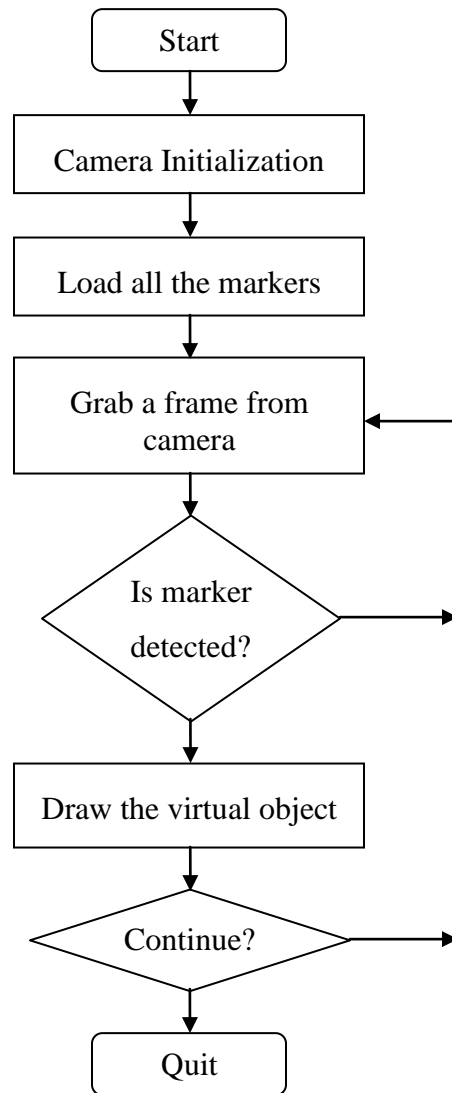 Start
Camera Initialization
Load all the markers
Grab a frame from
camera
Is marker
detected?
Draw the virtual object
Continue?
Quit